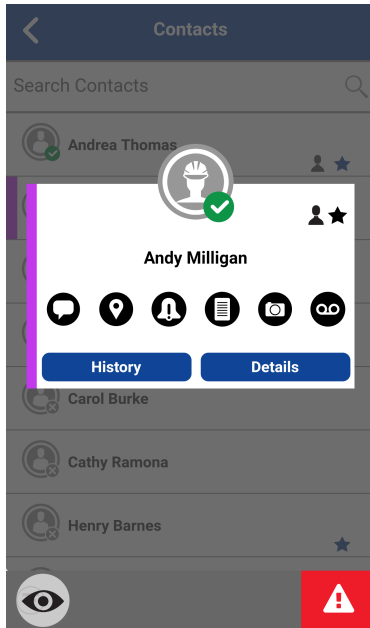 Contacts
Search Contacts
Andrea Thomas
Andy Milligan
History
Details
Carol Burke
Cathy Ramona
Henry Barnes